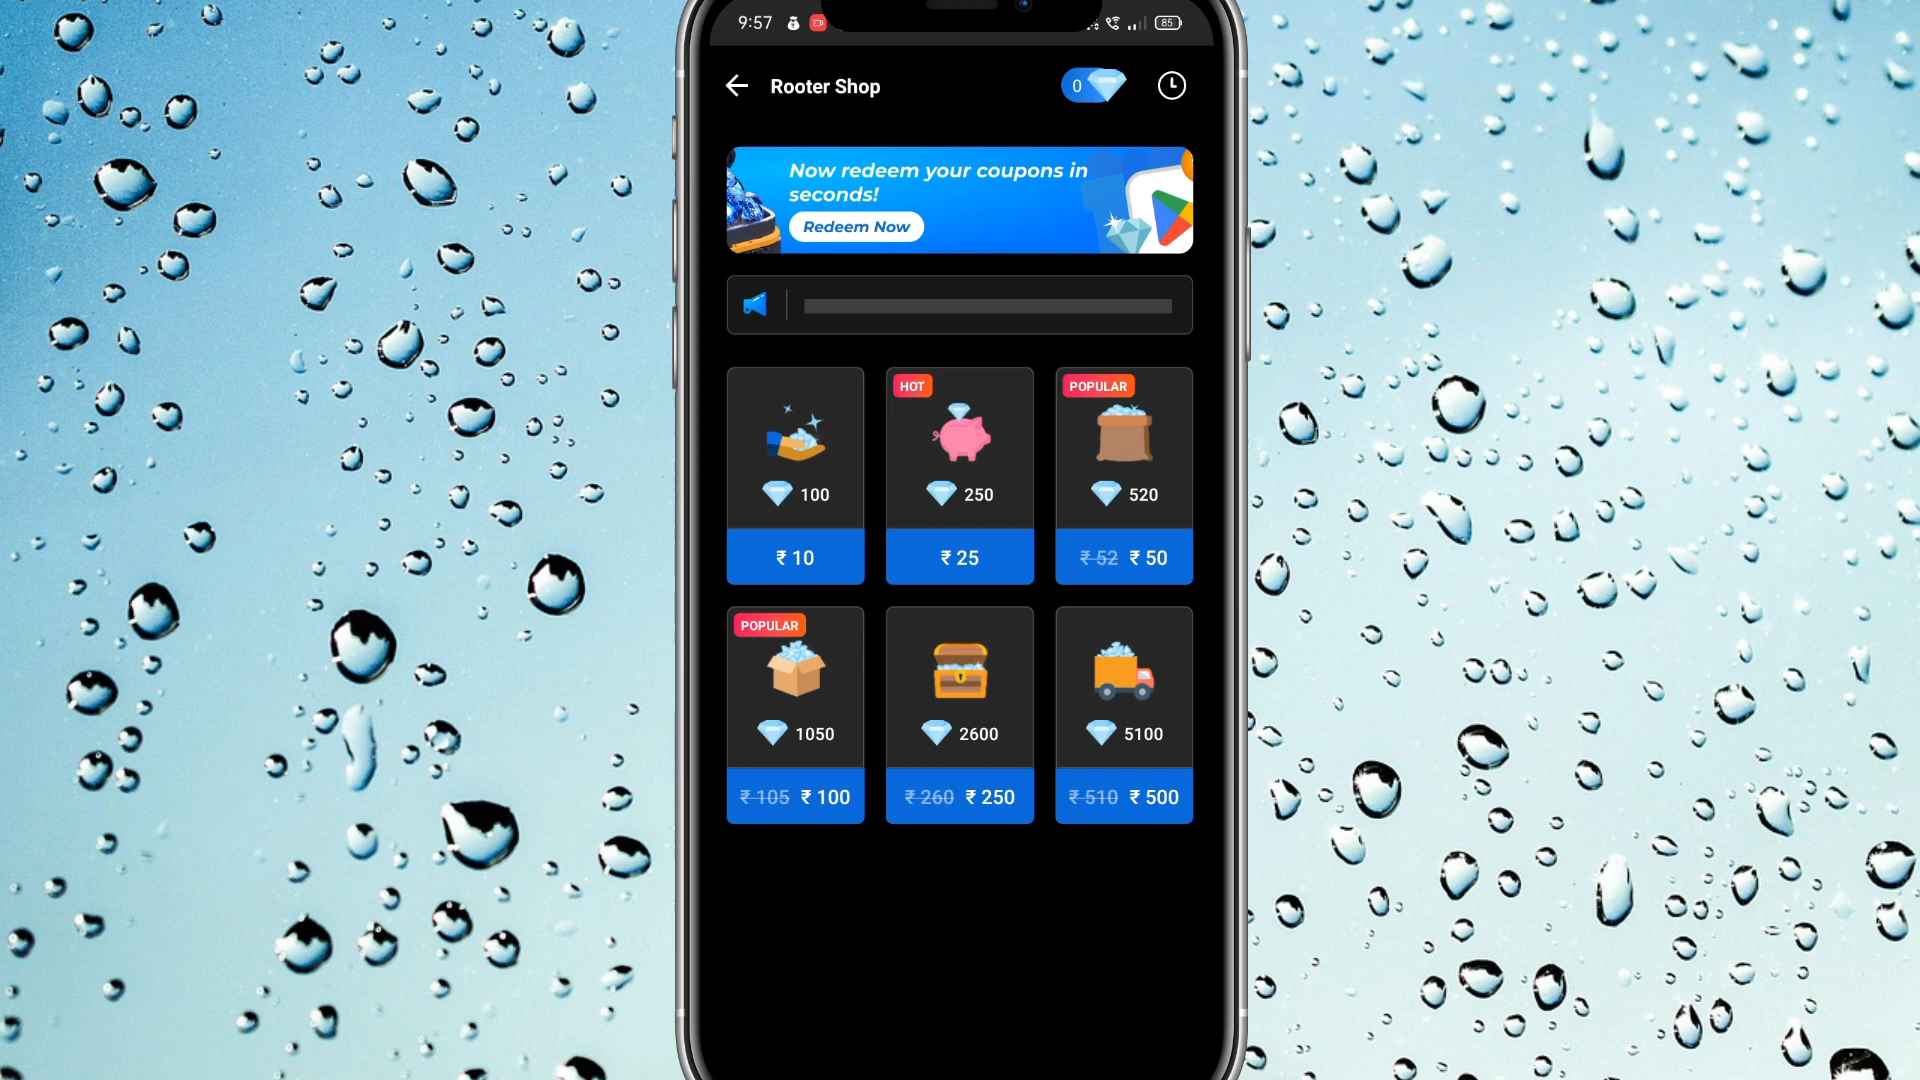 9:57
85
Rooter Shop
0
Now redeem your coupons in
seconds!
Redeem Now
HOT
POPULAR
100
250
520
₹ 10
₹ 25
₹ 52 ₹ 50
POPULAR
1050
2600
5100
₹ 105 ₹ 100
₹ 260 ₹ 250
₹ 510 ₹ 500